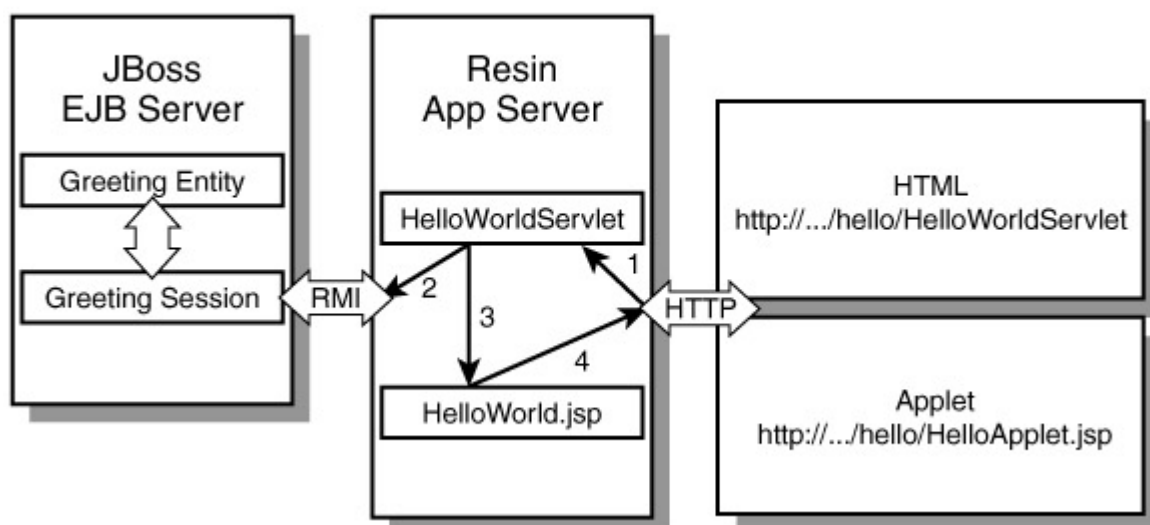 JBoss
EJB Server
Greeting Entity
Greeting Session
RMI
Resin
App Server
HelloWorldServlet
1
2
3
4
HelloWorld.jsp
HTTP
HTML
http://.../hello/HelloWorldServlet
Applet
http://.../hello/HelloApplet.jsp